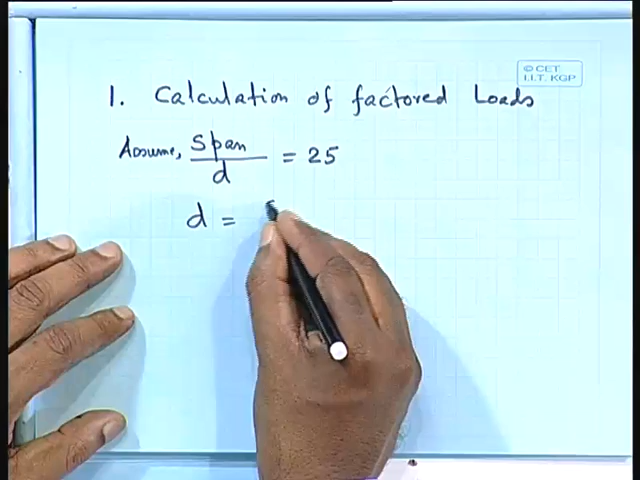 © CET
I.I.T. KGP
1. Calculation of factored Loads
Assume, Span/d = 25
d =